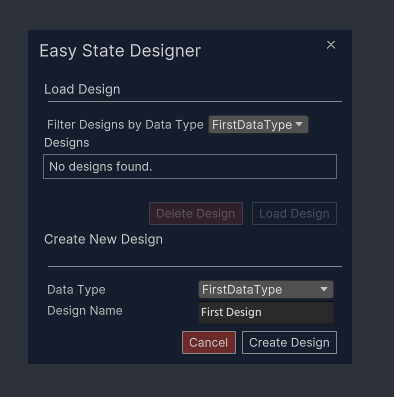 Easy State Designer
Load Design
Filter Designs by Data Type FirstDataType
Designs
No designs found.
Delete Design Load Design
Create New Design
Data Type FirstDataType
Design Name First Design
Cancel Create Design